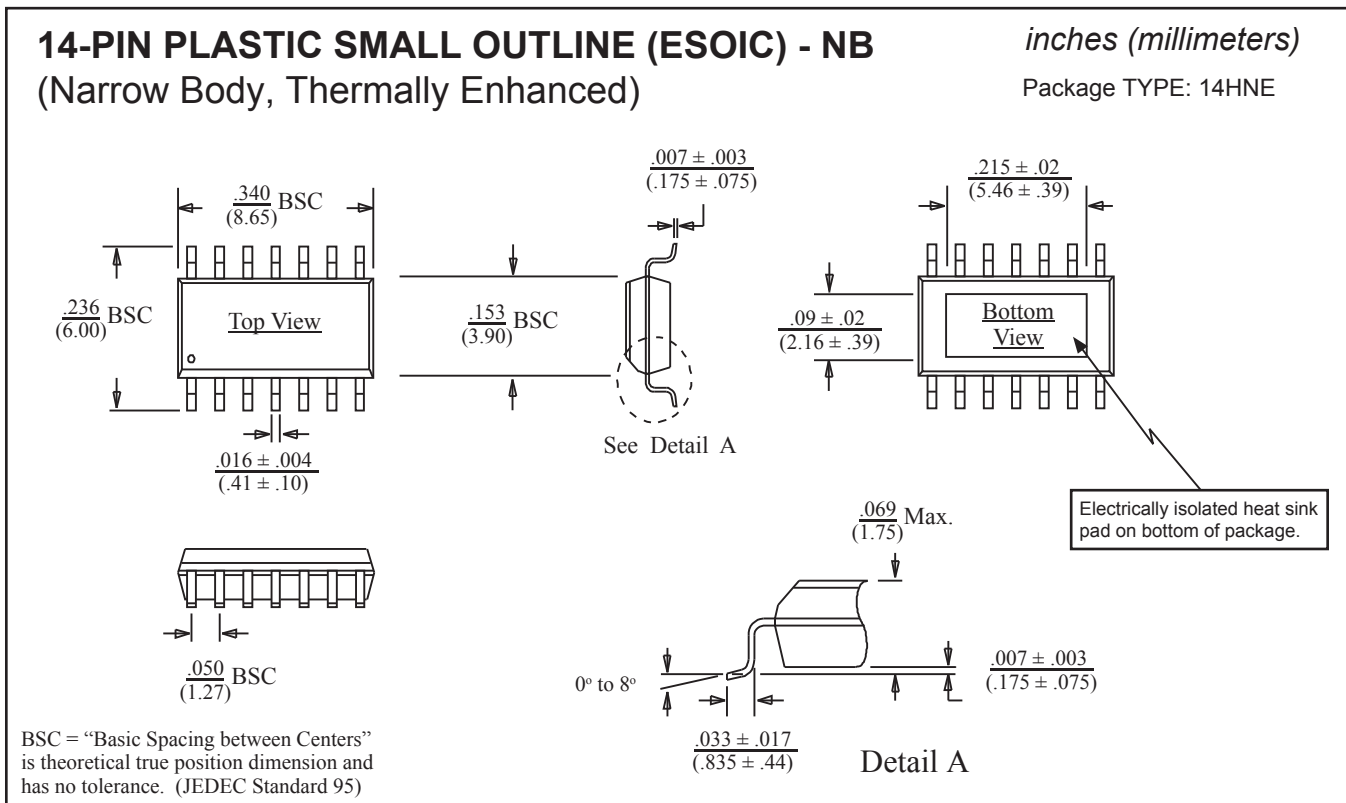 14-PIN PLASTIC SMALL OUTLINE (ESOIC) - NB
(Narrow Body, Thermally Enhanced)
inches (millimeters)
Package TYPE: 14HNE
.340
(8.65) BSC
.236
(6.00) BSC
Top View
.016 ± .004
(.41 ± .10)
.153
(3.90) BSC
.007 ± .003
(.175 ± .075)
See Detail A
.215 ± .02
(5.46 ± .39)
.09 ± .02
(2.16 ± .39)
Bottom
View
Electrically isolated heat sink
pad on bottom of package.
.050
(1.27) BSC
.069
(1.75) Max.
0º to 8º
.007 ± .003
(.175 ± .075)
.033 ± .017
(.835 ± .44)
Detail A
BSC = “Basic Spacing between Centers”
is theoretical true position dimension and
has no tolerance. (JEDEC Standard 95)